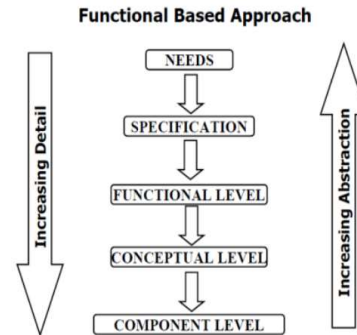 Functional Based Approach
NEEDS
SPECIFICATION
FUNCTIONAL LEVEL
CONCEPTUAL LEVEL
COMPONENT LEVEL
Increasing Detail
Increasing Abstraction